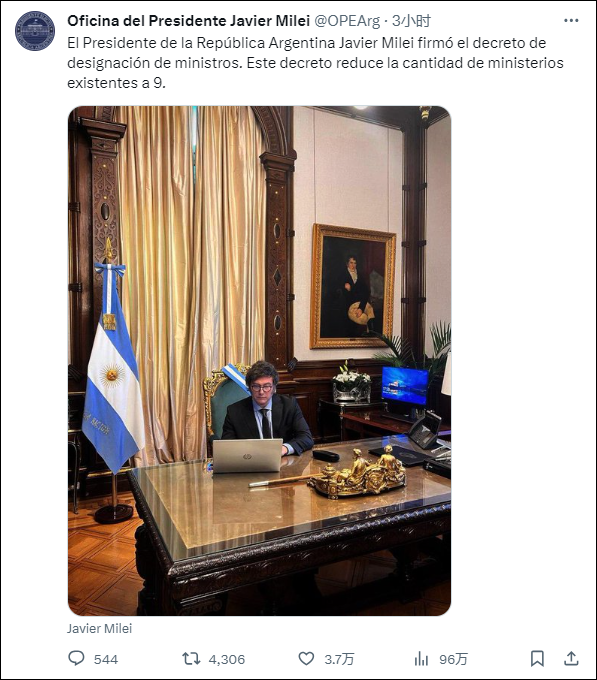 Oficina del Presidente Javier Milei @OPEArg · 3小时
El Presidente de la República Argentina Javier Milei firmó el decreto de
designación de ministros. Este decreto reduce la cantidad de ministerios
existentes a 9.
hp
Javier Milei
544 4,306 3.7万 96万